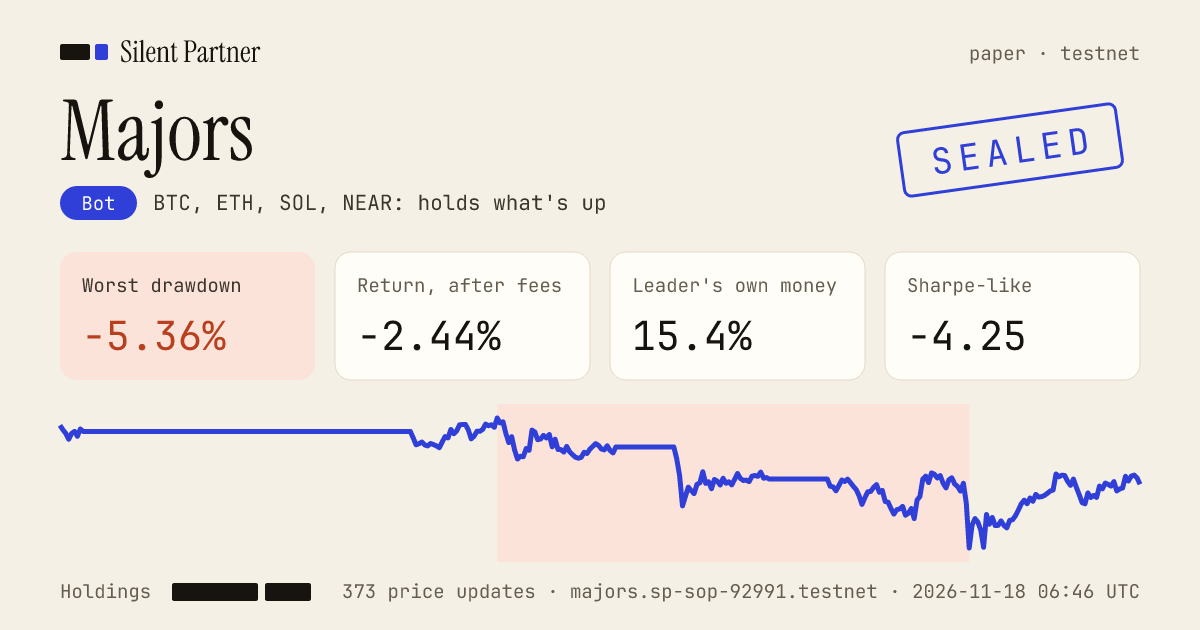 Silent Partner
paper · testnet
Majors
SEALED
Bot
BTC, ETH, SOL, NEAR: holds what's up
Worst drawdown
-5.36%
Return, after fees
-2.44%
Leader's own money
15.4%
Sharpe-like
-4.25
Holdings
373 price updates · majors.sp-sop-92991.testnet · 2026-11-18 06:46 UTC